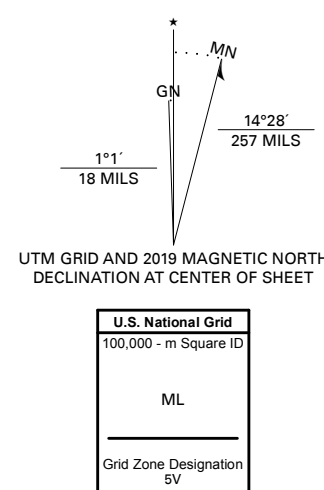 ★
MN
GN
1°1´
18 MILS
14°28´
257 MILS
UTM GRID AND 2019 MAGNETIC NORTH
DECLINATION AT CENTER OF SHEET
U.S. National Grid
100,000 - m Square ID
ML
Grid Zone Designation
5V